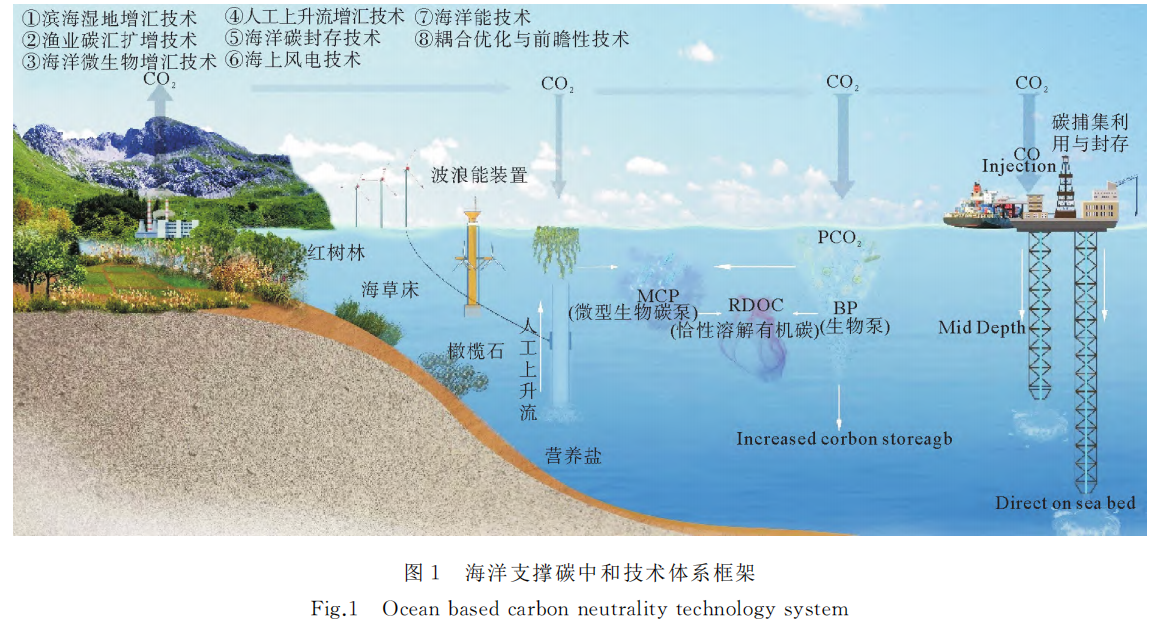 ①滨海湿地增汇技术 ④人工上升流增汇技术 ⑦海洋能技术
②渔业碳汇扩增技术 ⑤海洋碳封存技术 ⑧耦合优化与前瞻性技术
③海洋微生物增汇技术 ⑥海上风电技术
CO₂
CO₂
CO₂
CO₂
碳捕集利
用与封存
CO
Injection
波浪能装置
红树林
海草床
橄榄石
人工上升流
营养盐
PCO₂
MCP
(微型生物碳泵)
RDOC
(恰性溶解有机碳)
BP
(生物泵)
Mid Depth
Increased corbon storeagb
Direct on sea bed
图1 海洋支撑碳中和技术体系框架
Fig.1 Ocean based carbon neutrality technology system